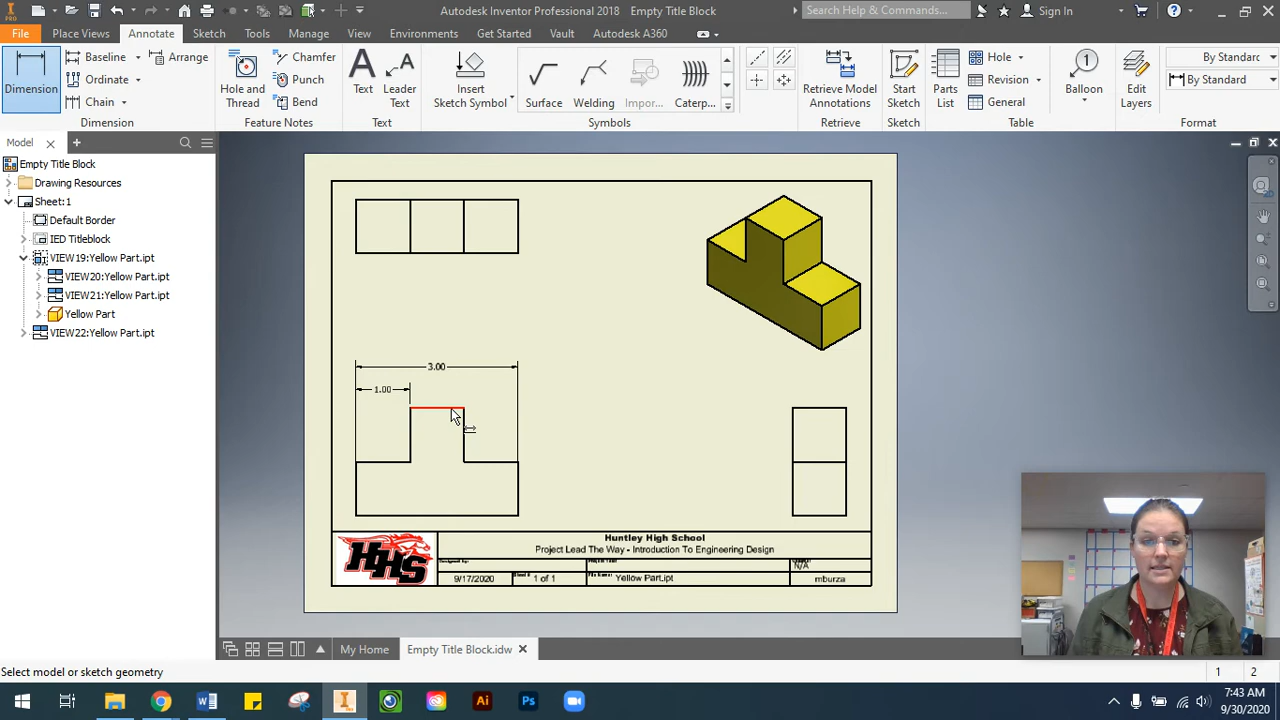 Autodesk Inventor Professional 2018 Empty Title Block
Search Help & Commands...
Sign In
PRO
File Place Views Annotate Sketch Tools Manage View Environments Get Started Vault Autodesk A360
Dimension
Baseline
Ordinate
Chain
Arrange
Dimension
Hole and Thread
Chamfer
Punch
Bend
Feature Notes
Text
Leader Text
Text
Insert Sketch Symbol
Surface
Welding
Impor...
Caterp...
Symbols
Retrieve Model Annotations
Retrieve
Start Sketch
Sketch
Parts List
Hole
Revision
General
Table
Balloon
1
Edit Layers
By Standarc
By Standarc
Format
Model
Empty Title Block
Drawing Resources
Sheet:1
Default Border
IED Titleblock
VIEW19:Yellow Part.ipt
VIEW20:Yellow Part.ipt
VIEW21:Yellow Part.ipt
Yellow Part
VIEW22:Yellow Part.ipt
3.00
1.00
HHS
Huntley High School
Project Lead The Way - Introduction To Engineering Design
N/A
9/17/2020
1 of 1
Yellow Part.ipt
mburza
My Home
Empty Title Block.idw
Select model or sketch geometry
1 2
7:43 AM
9/30/2020